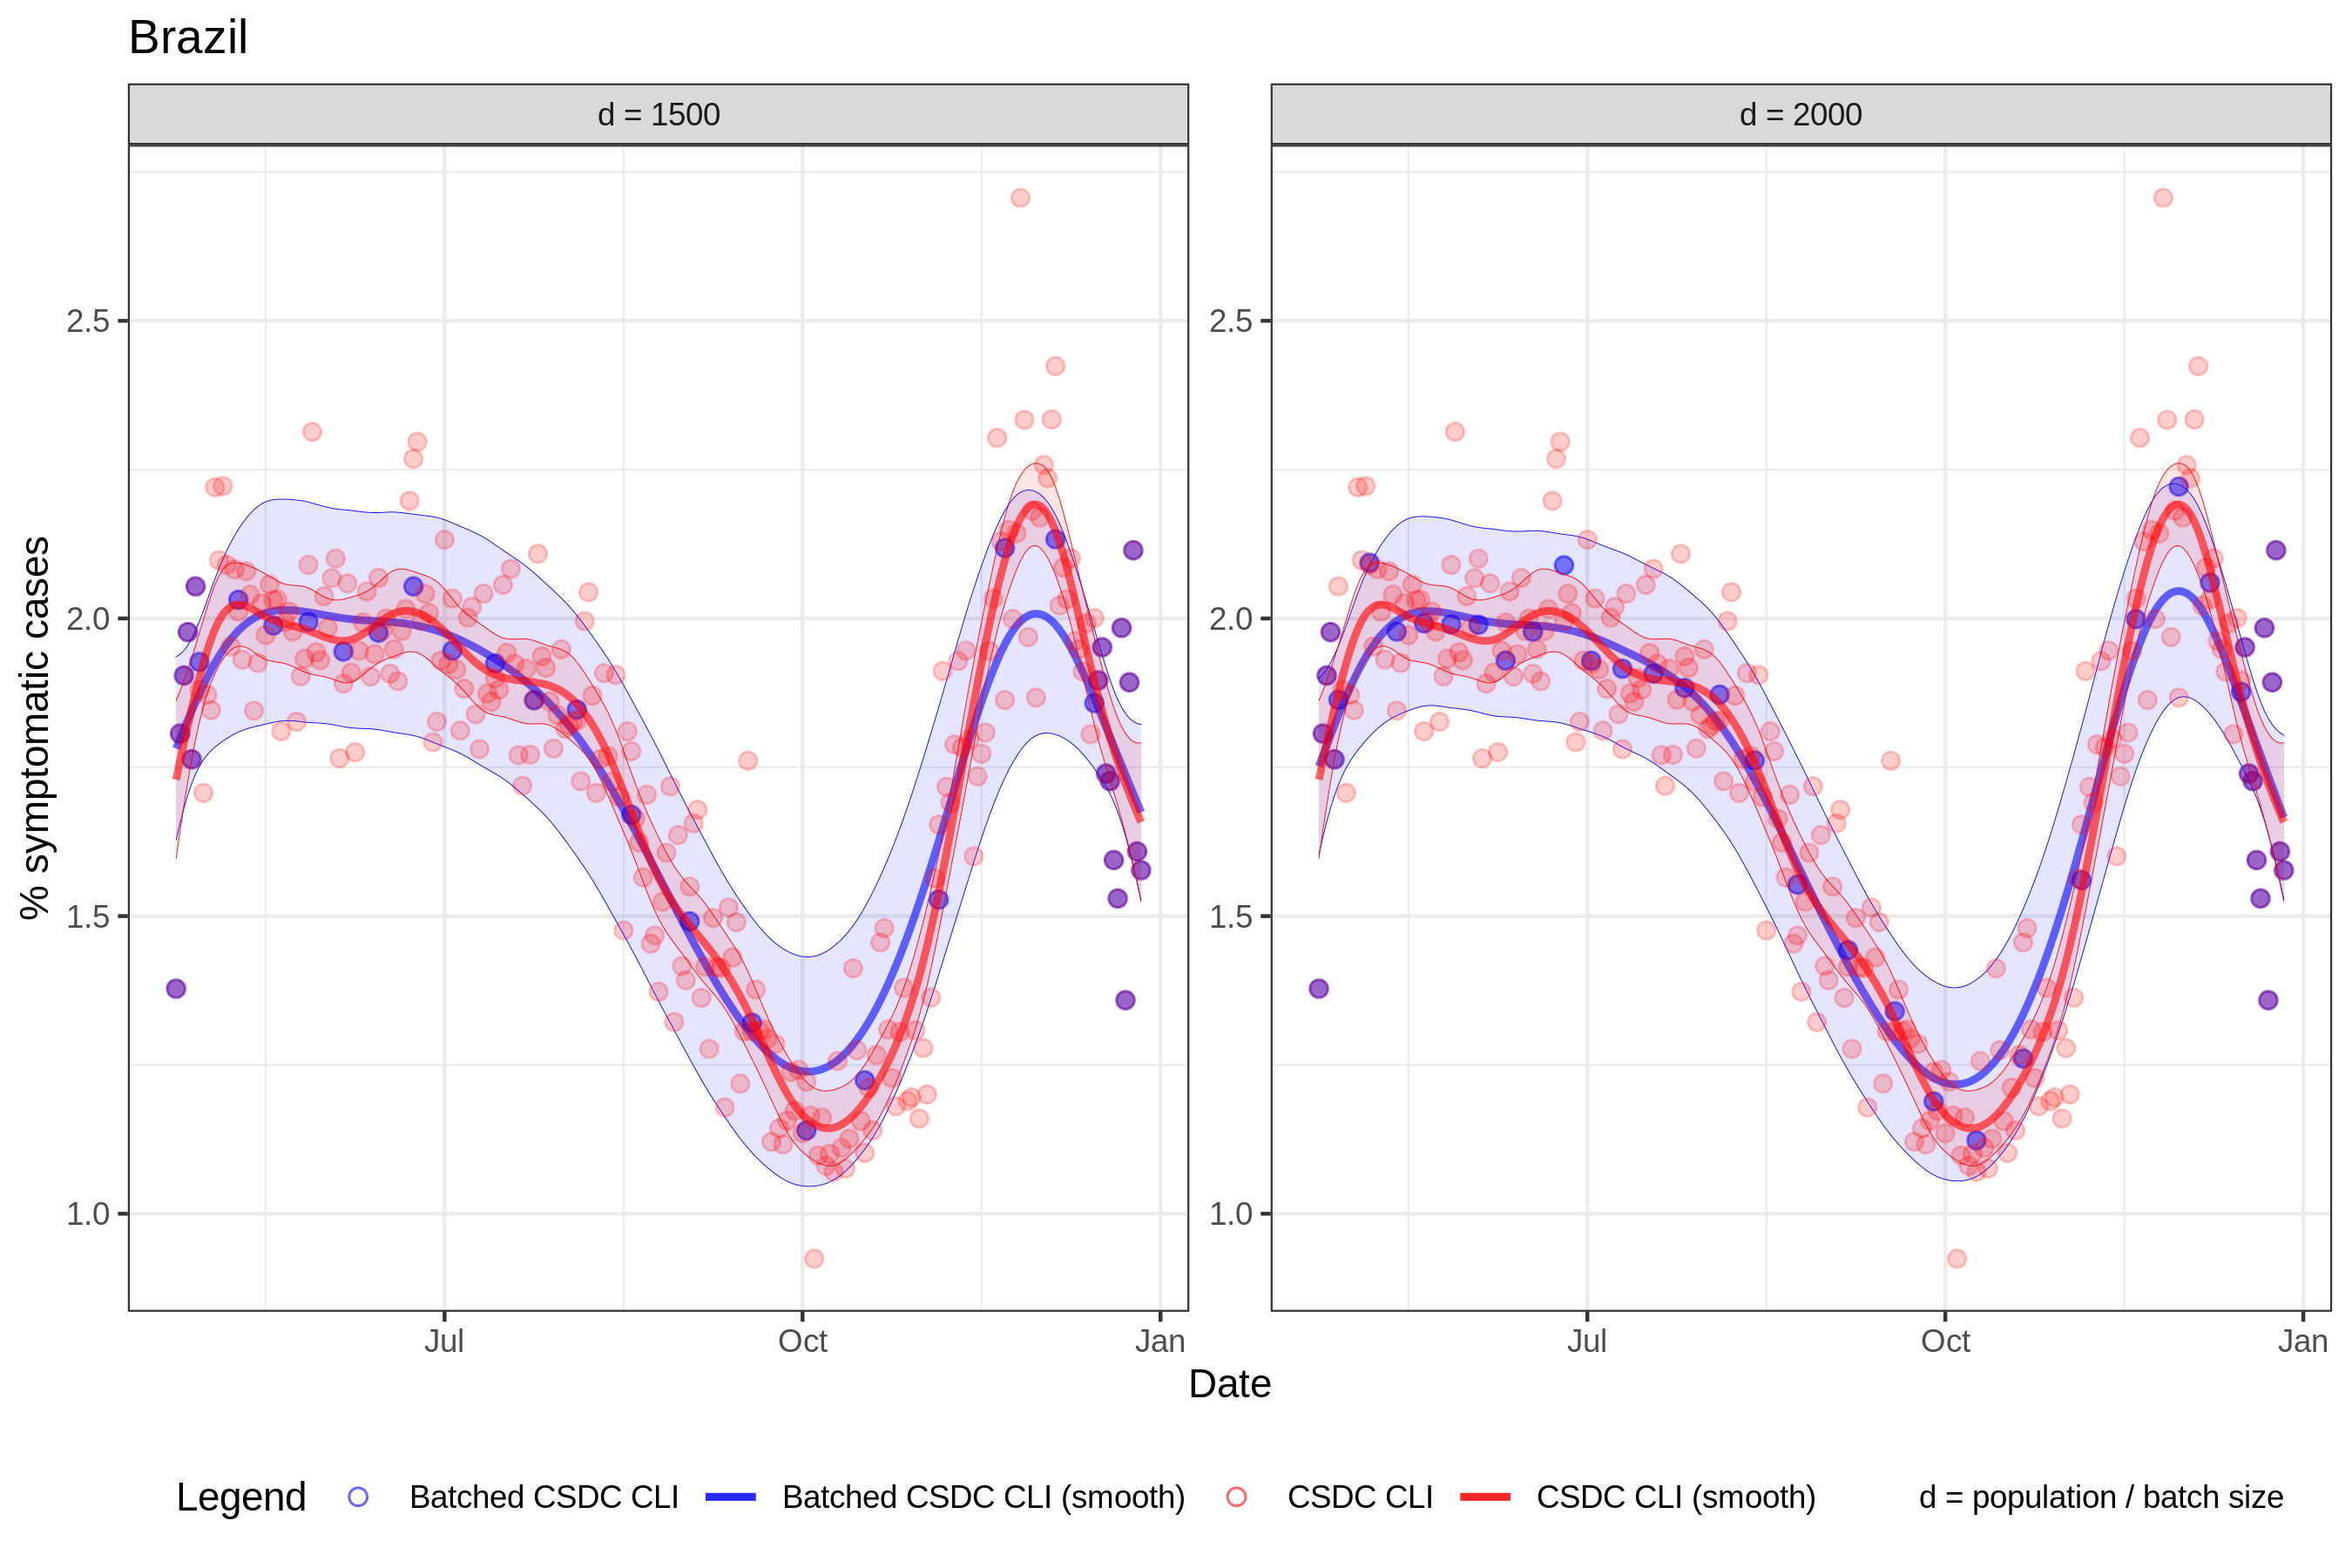 Brazil
d = 1500
d = 2000
% symptomatic cases
2.5
2.0
1.5
1.0
2.5
2.0
1.5
1.0
Jul
Oct
Jan
Jul
Oct
Jan
Date
Legend
Batched CSDC CLI
Batched CSDC CLI (smooth)
CSDC CLI
CSDC CLI (smooth)
d = population / batch size